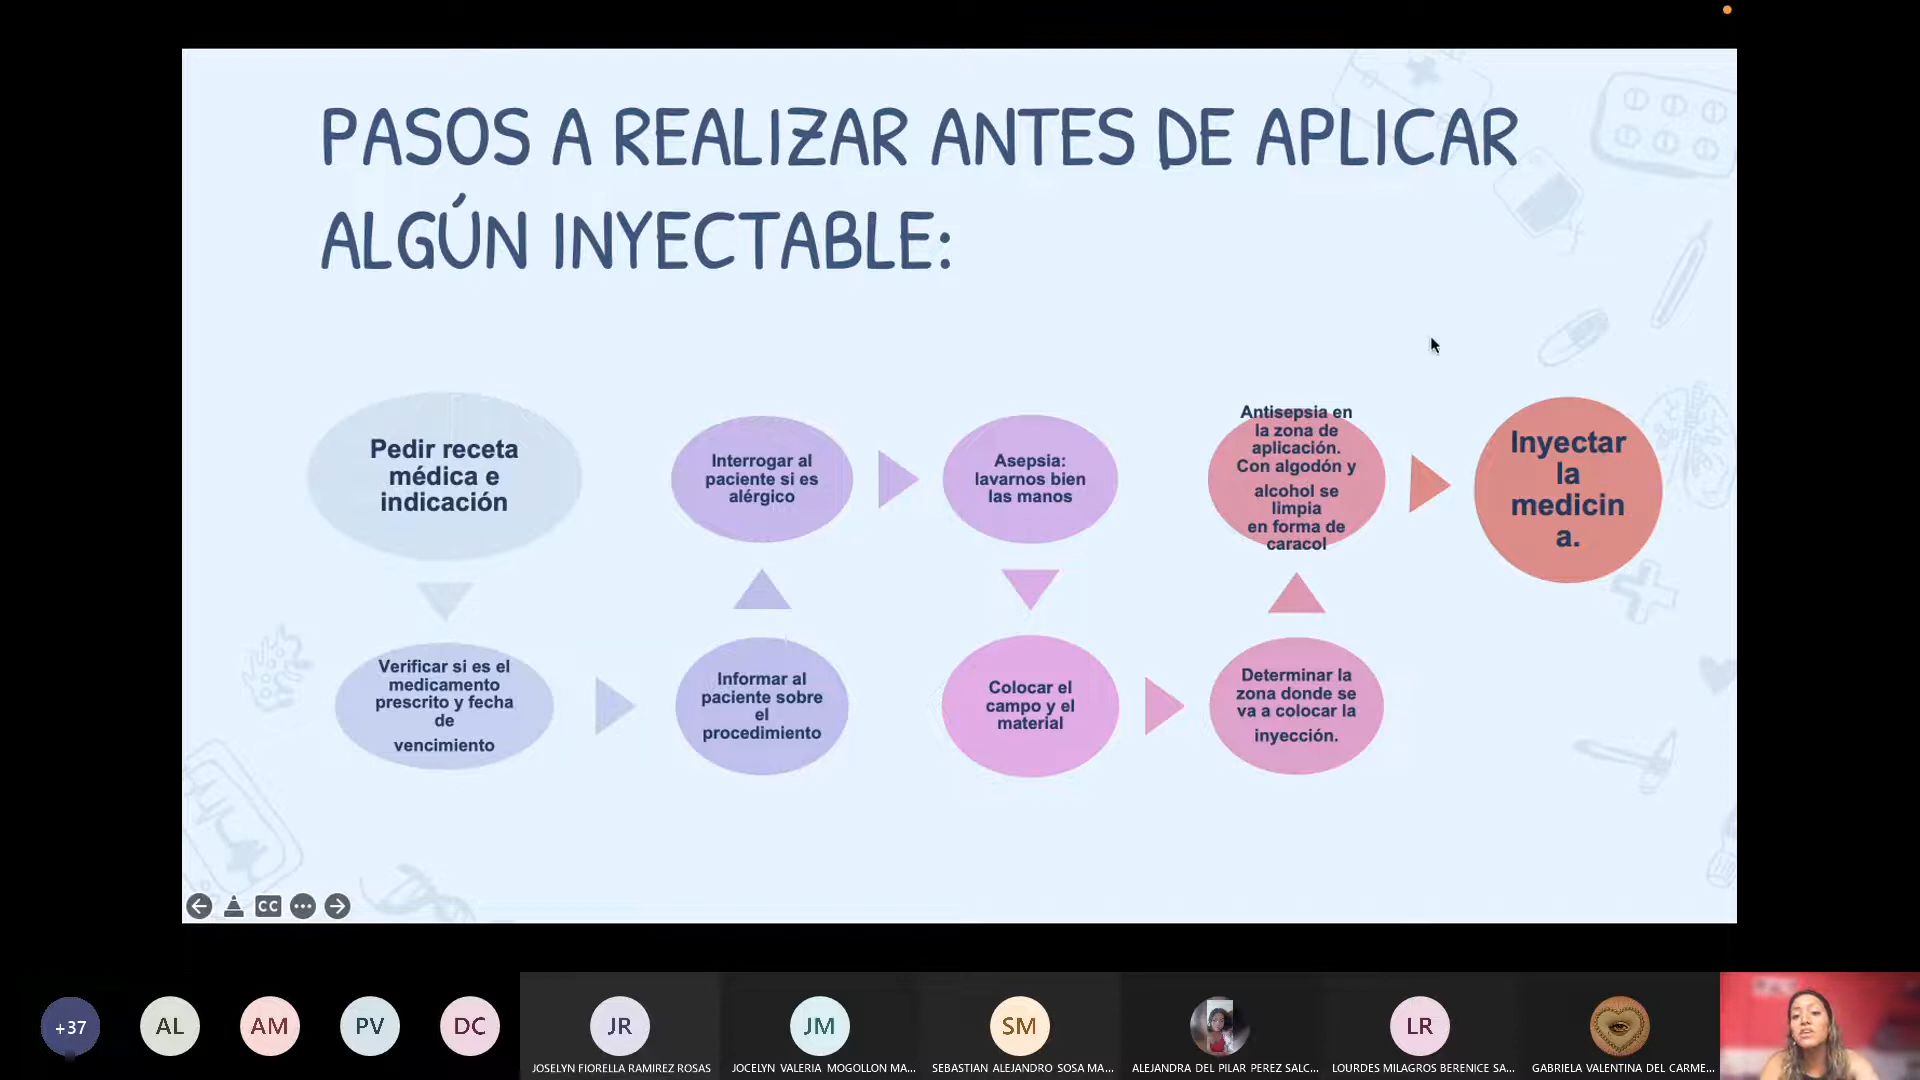 PASOS A REALIZAR ANTES DE APLICAR
ALGÚN INYECTABLE:
Pedir receta
médica e
indicación
Verificar si es el
medicamento
prescrito y fecha
de
vencimiento
Informar al
paciente sobre
el
procedimiento
Interrogar al
paciente si es
alérgico
Asepsia:
lavarnos bien
las manos
Colocar el
campo y el
material
Determinar la
zona donde se
va a colocar la
inyección.
Antisepsia en
la zona de
aplicación.
Con algodón y
alcohol se
limpia
en forma de
caracol
Inyectar
la
medicin
a.
CC
+37
AL
AM
PV
DC
JR
JOSELYN FIORELLA RAMIREZ ROSAS
JM
JOCELYN VALERIA MOGOLLON MA...
SM
SEBASTIAN ALEJANDRO SOSA MA...
ALEJANDRA DEL PILAR PEREZ SALC...
LR
LOURDES MILAGROS BERENICE SA...
GABRIELA VALENTINA DEL CARME...